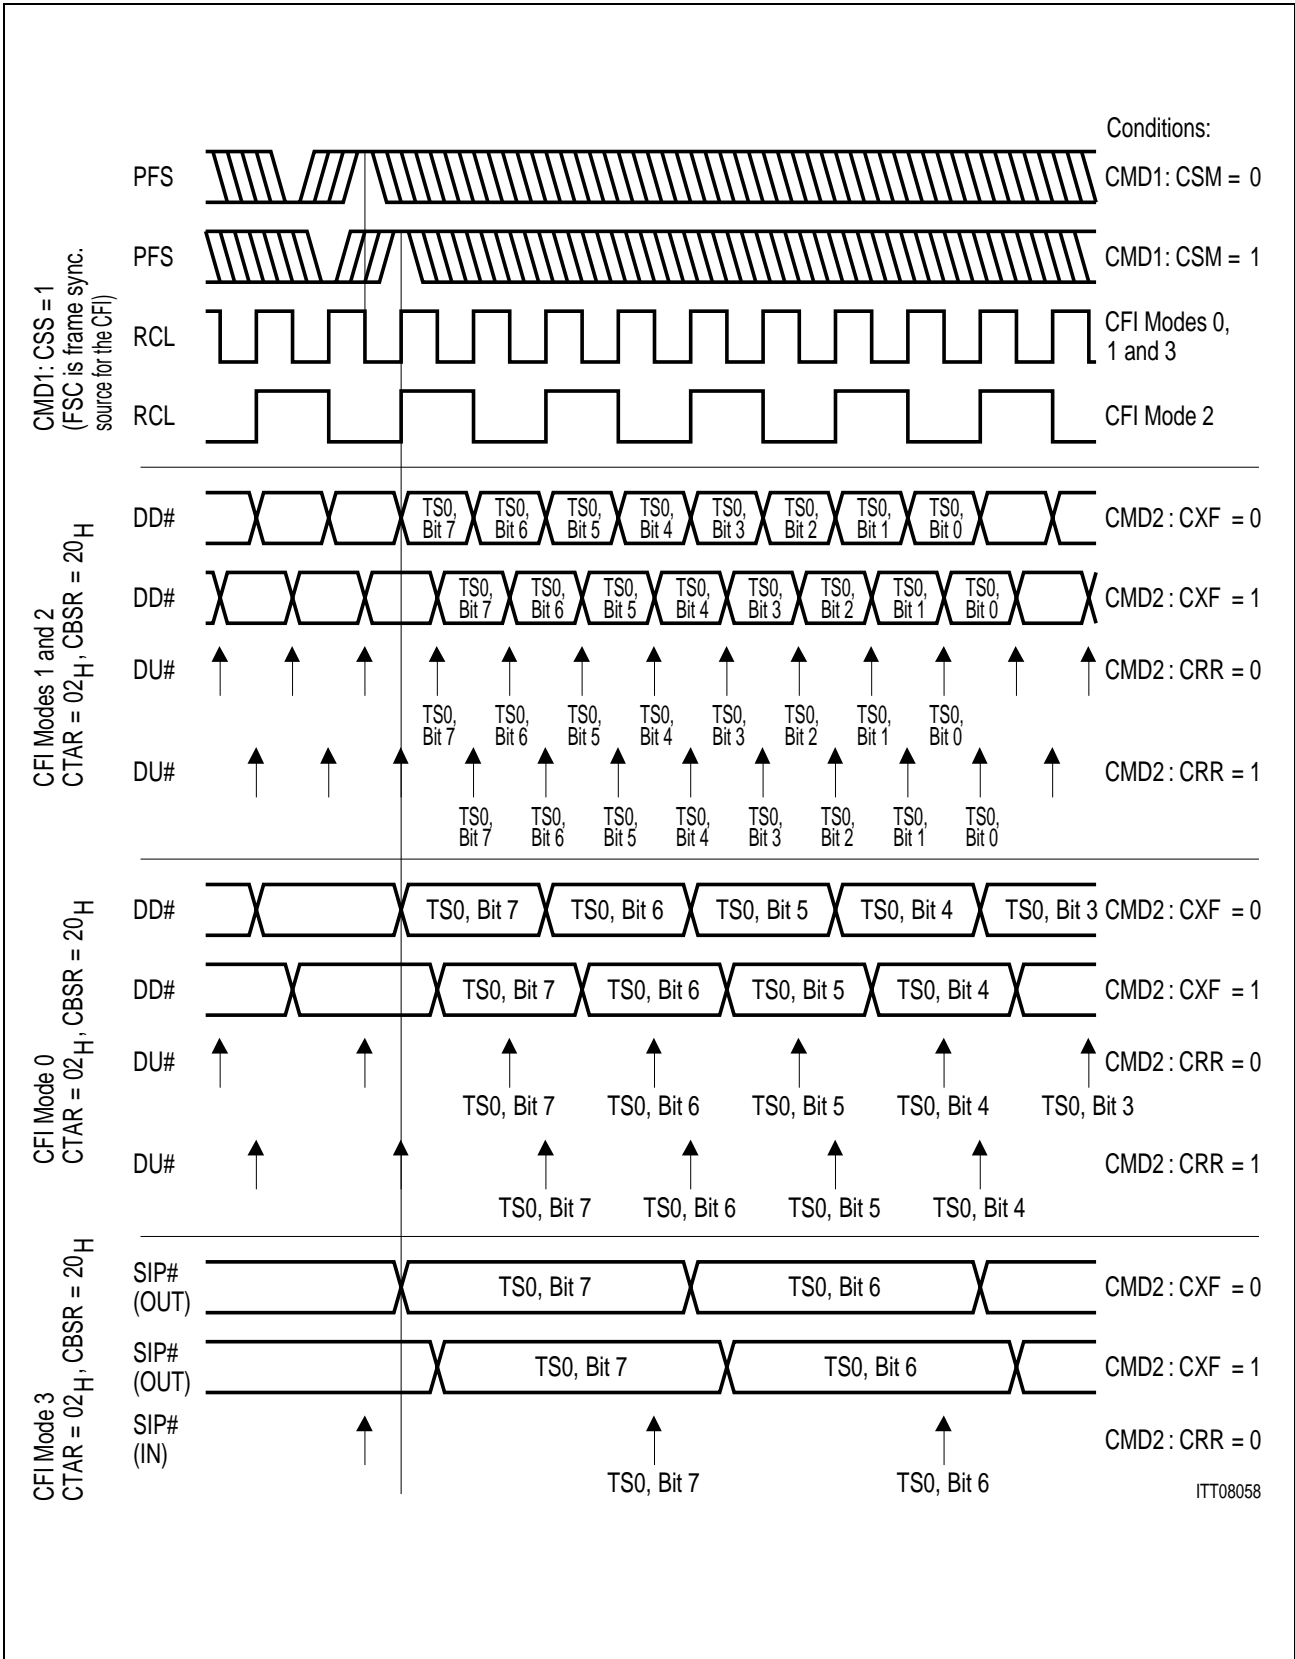 Conditions:
PFS
CMD1: CSM = 0
PFS
CMD1: CSM = 1
CMD1: CSS = 1
(FSC is frame sync.
source for the CFI)
RCL
CFI Modes 0,
1 and 3
RCL
CFI Mode 2
CFI Modes 1 and 2
CTAR = 02H, CBSR = 20H
DD#
TS0, Bit 7
TS0, Bit 6
TS0, Bit 5
TS0, Bit 4
TS0, Bit 3
TS0, Bit 2
TS0, Bit 1
TS0, Bit 0
CMD2 : CXF = 0
DD#
TS0, Bit 7
TS0, Bit 6
TS0, Bit 5
TS0, Bit 4
TS0, Bit 3
TS0, Bit 2
TS0, Bit 1
TS0, Bit 0
CMD2 : CXF = 1
DU#
CMD2 : CRR = 0
TS0, Bit 7
TS0, Bit 6
TS0, Bit 5
TS0, Bit 4
TS0, Bit 3
TS0, Bit 2
TS0, Bit 1
TS0, Bit 0
DU#
CMD2 : CRR = 1
TS0, Bit 7
TS0, Bit 6
TS0, Bit 5
TS0, Bit 4
TS0, Bit 3
TS0, Bit 2
TS0, Bit 1
TS0, Bit 0
CFI Mode 0
CTAR = 02H, CBSR = 20H
DD#
TS0, Bit 7
TS0, Bit 6
TS0, Bit 5
TS0, Bit 4
TS0, Bit 3
CMD2 : CXF = 0
DD#
TS0, Bit 7
TS0, Bit 6
TS0, Bit 5
TS0, Bit 4
CMD2 : CXF = 1
DU#
CMD2 : CRR = 0
TS0, Bit 7
TS0, Bit 6
TS0, Bit 5
TS0, Bit 4
TS0, Bit 3
DU#
CMD2 : CRR = 1
TS0, Bit 7
TS0, Bit 6
TS0, Bit 5
TS0, Bit 4
CFI Mode 3
CTAR = 02H, CBSR = 20H
SIP#
(OUT)
TS0, Bit 7
TS0, Bit 6
CMD2 : CXF = 0
SIP#
(OUT)
TS0, Bit 7
TS0, Bit 6
CMD2 : CXF = 1
SIP#
(IN)
CMD2 : CRR = 0
TS0, Bit 7
TS0, Bit 6
ITT08058